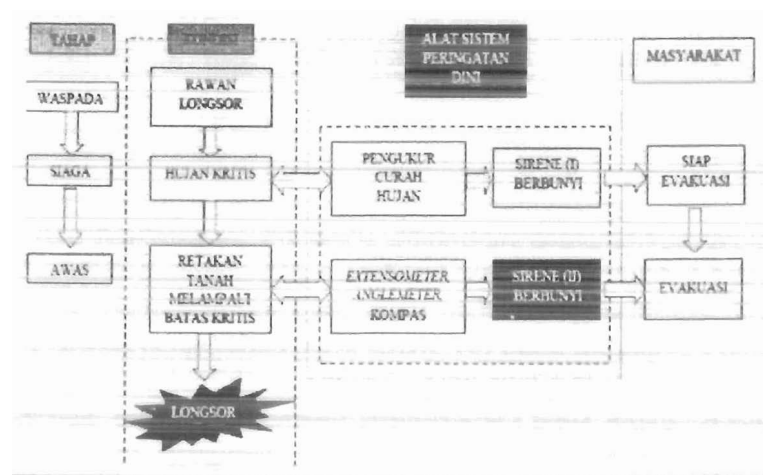 TAHAP
KONDISI
ALAT SISTEM
PERINGATAN
DINI
MASYARAKAT
WASPADA
RAWAN
LONGSOR
SIAGA
HUJAN KRITIS
PENGUKUR
CURAH
HUJAN
SIRENE (I)
BERBUNYI
SIAP
EVAKUASI
AWAS
RETAKAN
TANAH
MELAMPAUI
BATAS KRITIS
EXTENSOMETER
ANGLEMETER
KOMPAS
SIRENE (II)
BERBUNYI
EVAKUASI
LONGSOR